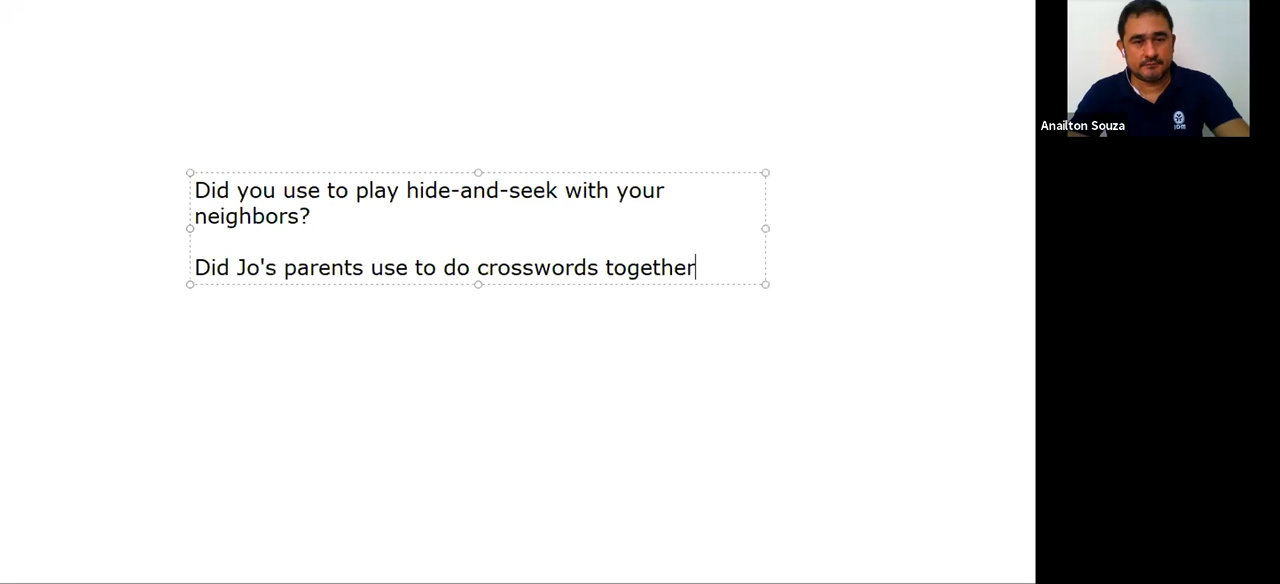 Did you use to play hide-and-seek with your
neighbors?
Did Jo's parents use to do crosswords together
Anailton Souza
IDM